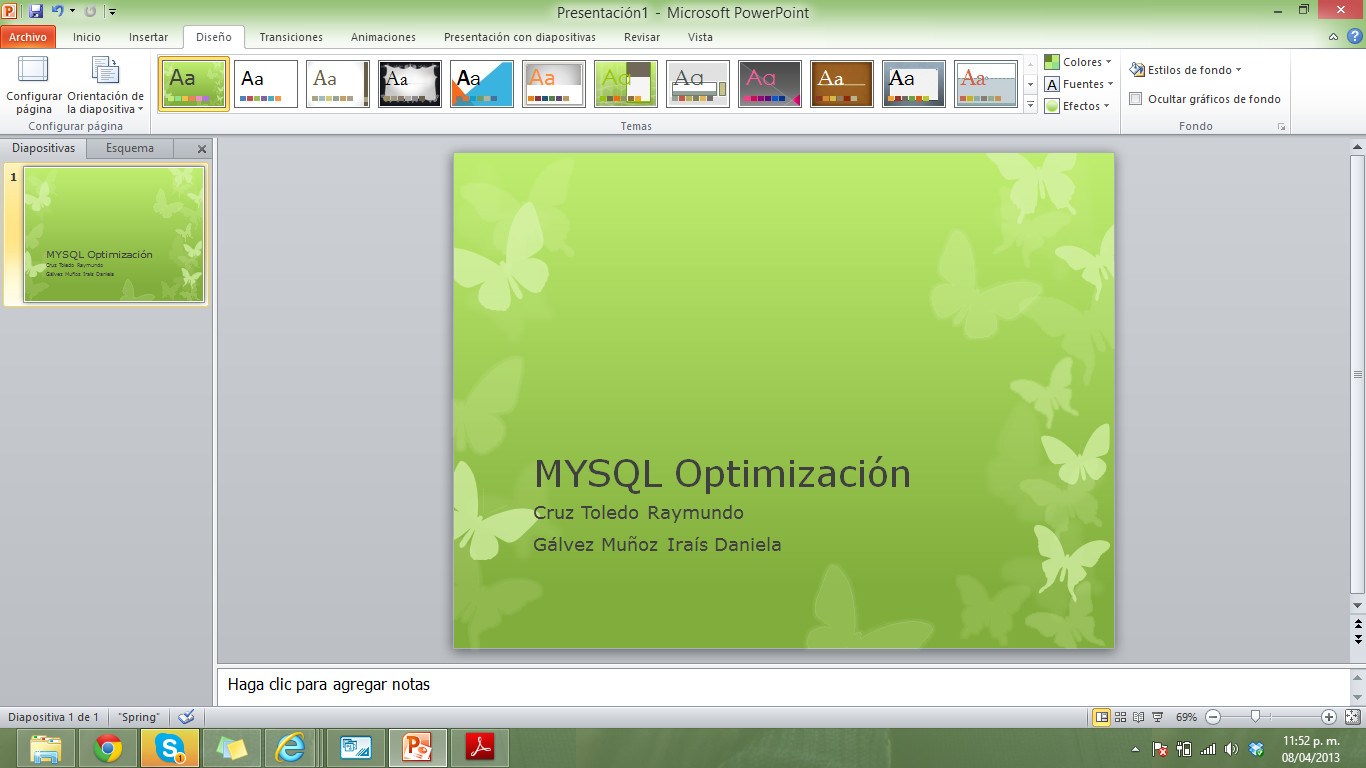 Presentación1 - Microsoft PowerPoint
Archivo Inicio Insertar Diseño Transiciones Animaciones Presentación con diapositivas Revisar Vista
Configurar página
Orientación de la diapositiva
Configurar página
Aa Aa Aa Aa Aa Aa Aa Aa Aa Aa Aa Aa
Temas
Colores
Fuentes
Efectos
Estilos de fondo
Ocultar gráficos de fondo
Fondo
Diapositivas Esquema
1
MYSQL Optimización
Cruz Toledo Raymundo
Gálvez Muñoz Iraís Daniela
MYSQL Optimización
Cruz Toledo Raymundo
Gálvez Muñoz Iraís Daniela
Haga clic para agregar notas
Diapositiva 1 de 1 "Spring" 69%
11:52 p. m.
08/04/2013